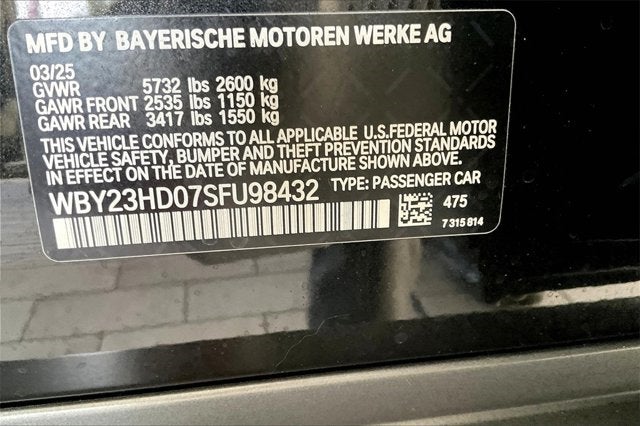 MFD BY BAYERISCHE MOTOREN WERKE AG
03/25
GVWR 5732 lbs 2600 kg
GAWR FRONT 2535 lbs 1150 kg
GAWR REAR 3417 lbs 1550 kg
THIS VEHICLE CONFORMS TO ALL APPLICABLE U.S.FEDERAL MOTOR
VEHICLE SAFETY, BUMPER AND THEFT PREVENTION STANDARDS
IN EFFECT ON THE DATE OF MANUFACTURE SHOWN ABOVE.
WBY23HD07SFU98432 TYPE: PASSENGER CAR
475
7 315 814